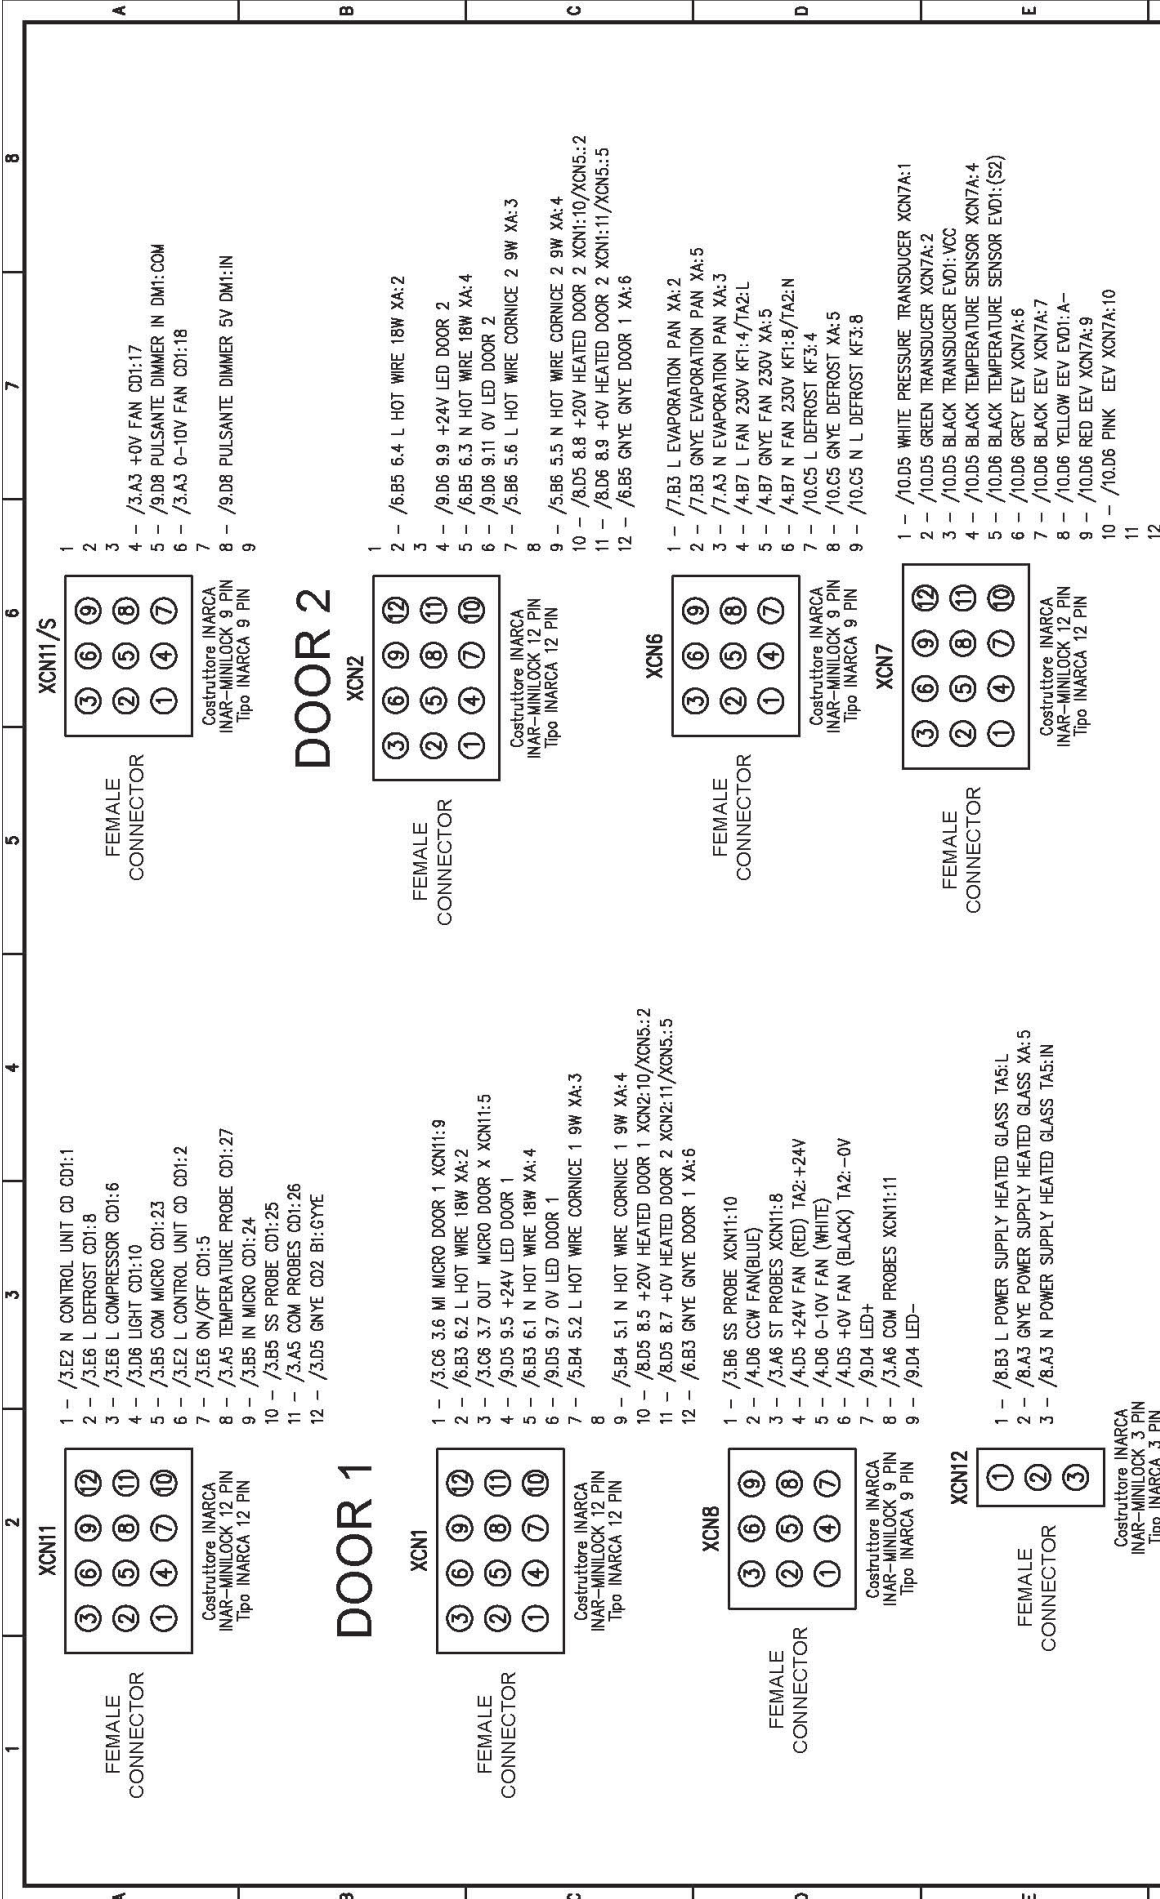 1
2
3
4
5
6
7
8
A
B
C
D
E
XCN11
FEMALE
CONNECTOR
3 6 9 12
2 5 8 11
1 4 7 10
Costruttore INARCA
INAR-MINILOCK 12 PIN
Tipo INARCA 12 PIN
1 - /3.E2 N CONTROL UNIT CD CD1:1
2 - /3.E6 L DEFROST CD1:8
3 - /3.E6 L COMPRESSOR CD1:6
4 - /3.D6 LIGHT CD1:10
5 - /3.B5 COM MICRO CD1:23
6 - /3.E2 L CONTROL UNIT CD CD1:2
7 - /3.E6 ON/OFF CD1:5
8 - /3.A5 TEMPERATURE PROBE CD1:27
9 - /3.B5 IN MICRO CD1:24
10 - /3.B5 SS PROBE CD1:25
11 - /3.A5 COM PROBES CD1:26
12 - /3.D5 GNYE CD2 B1:GYYE
DOOR 1
XCN1
FEMALE
CONNECTOR
3 6 9 12
2 5 8 11
1 4 7 10
Costruttore INARCA
INAR-MINILOCK 12 PIN
Tipo INARCA 12 PIN
1 - /3.C6 3.6 MI MICRO DOOR 1 XCN11:9
2 - /6.B3 6.2 L HOT WIRE 18W XA:2
3 - /3.C6 3.7 OUT MICRO DOOR X XCN11:5
4 - /9.D5 9.5 +24V LED DOOR 1
5 - /6.B3 6.1 N HOT WIRE 18W XA:4
6 - /9.D5 9.7 0V LED DOOR 1
7 - /5.B4 5.2 L HOT WIRE CORNICE 1 9W XA:3
8
9 - /5.B4 5.1 N HOT WIRE CORNICE 1 9W XA:4
10 - /8.D5 8.5 +20V HEATED DOOR 1 XCN2:10/XCN5.:2
11 - /8.D5 8.7 +0V HEATED DOOR 2 XCN2:11/XCN5.:5
12 - /6.B3 GNYE DOOR 1 XA:6
XCN8
FEMALE
CONNECTOR
3 6 9
2 5 8
1 4 7
Costruttore INARCA
INAR-MINILOCK 9 PIN
Tipo INARCA 9 PIN
1 - /3.B6 SS PROBE XCN11:10
2 - /4.D6 CCW FAN(BLUE)
3 - /3.A6 ST PROBES XCN11:8
4 - /4.D5 +24V FAN (RED) TA2:+24V
5 - /4.D6 0-10V FAN (WHITE)
6 - /4.D5 +0V FAN (BLACK) TA2:-0V
7 - /9.D4 LED+
8 - /3.A6 COM PROBES XCN11:11
9 - /9.D4 LED-
XCN12
FEMALE
CONNECTOR
1
2
3
Costruttore INARCA
INAR-MINILOCK 3 PIN
Tipo INARCA 3 PIN
1 - /8.B3 L POWER SUPPLY HEATED GLASS TA5:L
2 - /8.A3 GNYE POWER SUPPLY HEATED GLASS XA:5
3 - /8.A3 N POWER SUPPLY HEATED GLASS TA5:IN
XCN11/S
FEMALE
CONNECTOR
3 6 9
2 5 8
1 4 7
Costruttore INARCA
INAR-MINILOCK 9 PIN
Tipo INARCA 9 PIN
1
2
3
4 - /3.A3 +0V FAN CD1:17
5 - /9.D8 PULSANTE DIMMER IN DM1:COM
6 - /3.A3 0-10V FAN CD1:18
7
8 - /9.D8 PULSANTE DIMMER 5V DM1:IN
9
DOOR 2
XCN2
FEMALE
CONNECTOR
3 6 9 12
2 5 8 11
1 4 7 10
Costruttore INARCA
INAR-MINILOCK 12 PIN
Tipo INARCA 12 PIN
1
2 - /6.B5 6.4 L HOT WIRE 18W XA:2
3
4 - /9.D6 9.9 +24V LED DOOR 2
5 - /6.B5 6.3 N HOT WIRE 18W XA:4
6 - /9.D6 9.11 0V LED DOOR 2
7 - /5.B6 5.6 L HOT WIRE CORNICE 2 9W XA:3
8
9 - /5.B6 5.5 N HOT WIRE CORNICE 2 9W XA:4
10 - /8.D5 8.8 +20V HEATED DOOR 2 XCN1:10/XCN5.:2
11 - /8.D6 8.9 +0V HEATED DOOR 2 XCN1:11/XCN5.:5
12 - /6.B5 GNYE DOOR 1 XA:6
XCN6
FEMALE
CONNECTOR
3 6 9
2 5 8
1 4 7
Costruttore INARCA
INAR-MINILOCK 9 PIN
Tipo INARCA 9 PIN
1 - /7.B3 L EVAPORATION PAN XA:2
2 - /7.B3 GNYE EVAPORATION PAN XA:5
3 - /7.A3 N EVAPORATION PAN XA:3
4 - /4.B7 L FAN 230V KF1:4/TA2:L
5 - /4.B7 GNYE FAN 230V XA:5
6 - /4.B7 N FAN 230V KF1:8/TA2:N
7 - /10.C5 L DEFROST KF3:4
8 - /10.C5 GNYE DEFROST XA:5
9 - /10.C5 N L DEFROST KF3:8
XCN7
FEMALE
CONNECTOR
3 6 9 12
2 5 8 11
1 4 7 10
Costruttore INARCA
INAR-MINILOCK 12 PIN
Tipo INARCA 12 PIN
1 - /10.D5 WHITE PRESSURE TRANSDUCER XCN7A:1
2 - /10.D5 GREEN TRANSDUCER XCN7A:2
3 - /10.D5 BLACK TRANSDUCER EVD1:VCC
4 - /10.D5 BLACK TEMPERATURE SENSOR XCN7A:4
5 - /10.D6 BLACK TEMPERATURE SENSOR EVD1:(S2)
6 - /10.D6 GREY EEV XCN7A:6
7 - /10.D6 BLACK EEV XCN7A:7
8 - /10.D6 YELLOW EEV EVD1:A-
9 - /10.D6 RED EEV XCN7A:9
10 - /10.D6 PINK EEV XCN7A:10
11
12
A
B
C
D
E